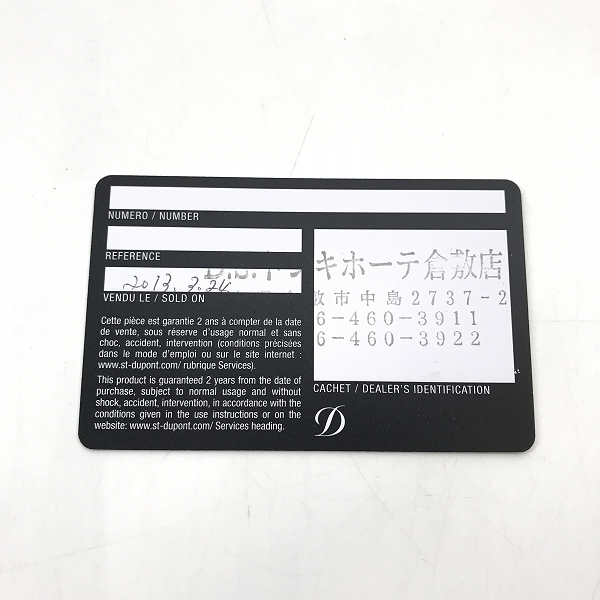 NUMERO / NUMBER
REFERENCE
2013. 3.24
VENDU LE / SOLD ON
Cette pièce est garantie 2 ans à compter de la date
de vente, sous réserve d'usage normal et sans
choc, accident, intervention (conditions précisées
dans le mode d'emploi ou sur le site internet :
www.st-dupont.com/ rubrique Services).
This product is guaranteed 2 years from the date of
purchase, subject to normal usage and without
shock, accident, intervention, in accordance with the
conditions given in the use instructions or on the
website: www.st-dupont.com/ Services heading.
キホーテ倉敷店
敷市中島2737-2
6-460-3911
6-460-3922
CACHET / DEALER'S IDENTIFICATION
D